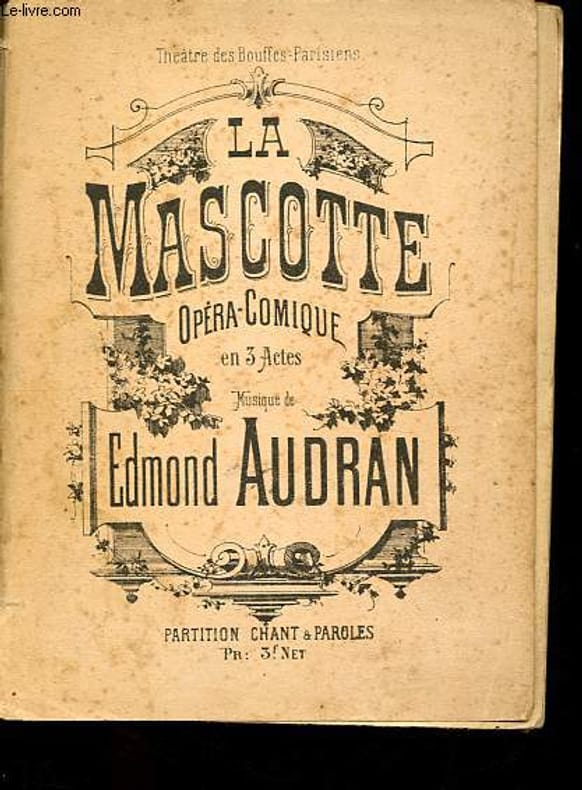 Le-livre.com
Théâtre des Bouffes-Parisiens.
LA
MASCOTTE
OPÉRA-COMIQUE
en 3 Actes
Musique de
Edmond AUDRAN
PARTITION CHANT & PAROLES
PR: 3f NET